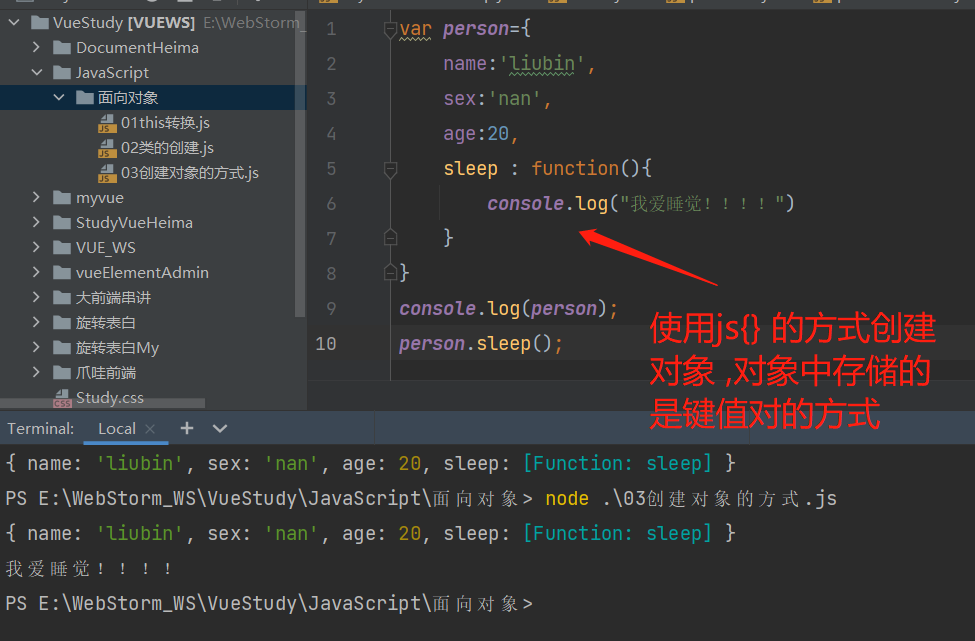 VueStudy [VUEWS] E:\WebStorm_
DocumentHeima
JavaScript
面向对象
01this转换.js
02类的创建.js
03创建对象的方式.js
myvue
StudyVueHeima
VUE_WS
vueElementAdmin
大前端串讲
旋转表白
旋转表白My
爪哇前端
Study.css
1 var person={
2 name:'liubin',
3 sex:'nan',
4 age:20,
5 sleep : function(){
6 console.log("我爱睡觉!!!!")
7 }
8 }
9 console.log(person);
10 person.sleep();
使用js{} 的方式创建
对象 ,对象中存储的
是键值对的方式
Terminal: Local × +
{ name: 'liubin', sex: 'nan', age: 20, sleep: [Function: sleep] }
PS E:\WebStorm_WS\VueStudy\JavaScript\面向对象> node .\03创建对象的方式.js
{ name: 'liubin', sex: 'nan', age: 20, sleep: [Function: sleep] }
我爱睡觉!!!!
PS E:\WebStorm_WS\VueStudy\JavaScript\面向对象>